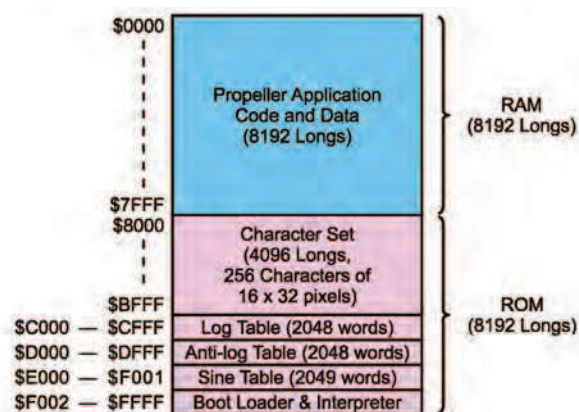 $0000
Propeller Application
Code and Data
(8192 Longs)
RAM
(8192 Longs)
$7FFF
$8000
Character Set
(4096 Longs,
256 Characters of
16 x 32 pixels)
$BFFF
ROM
(8192 Longs)
$C000 — $CFFF Log Table (2048 words)
$D000 — $DFFF Anti-log Table (2048 words)
$E000 — $F001 Sine Table (2049 words)
$F002 — $FFFF Boot Loader & Interpreter